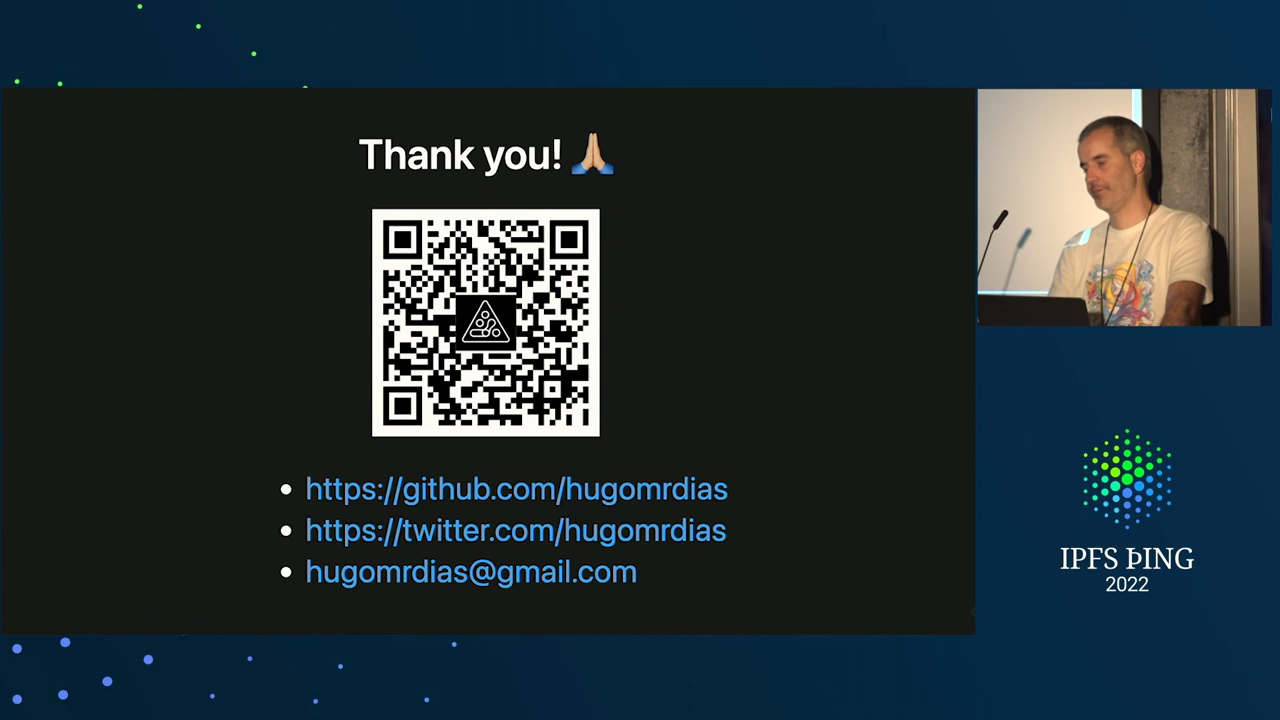 Thank you! 🙏🏼
https://github.com/hugomrdias
https://twitter.com/hugomrdias
hugomrdias@gmail.com
IPFS ÞING
2022